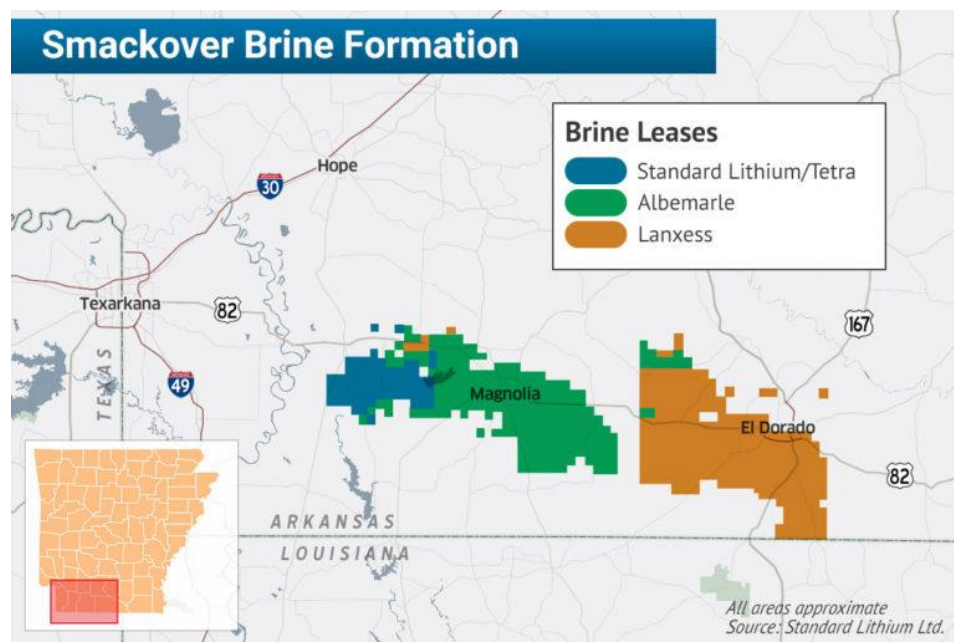 Smackover Brine Formation
Brine Leases
Standard Lithium/Tetra
Albemarle
Lanxess
Hope
30
Texarkana
82
167
TEXAS
49
Magnolia
El Dorado
82
ARKANSAS
LOUISIANA
All areas approximate
Source: Standard Lithium Ltd.